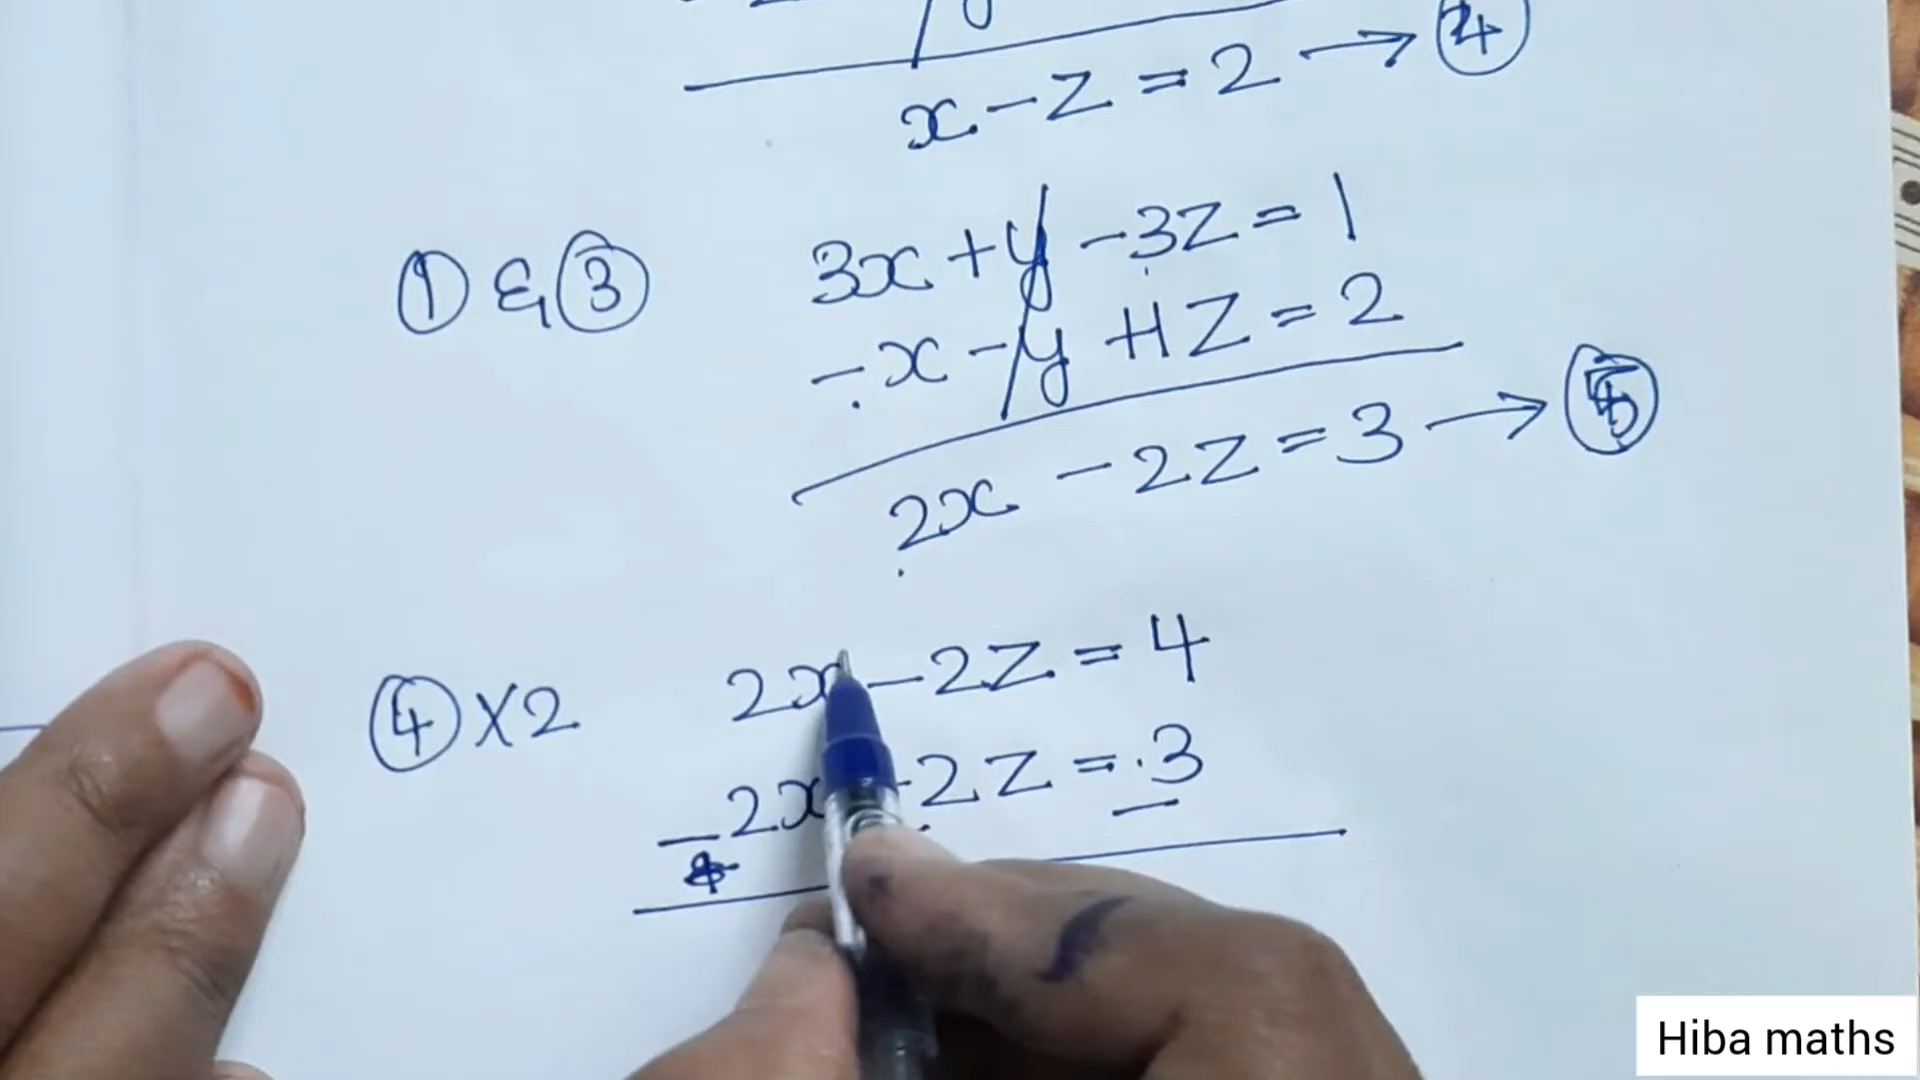 x - z = 2 → ④
① & ③ 3x + y - 3z = 1
- x - y + z = 2
2x - 2z = 3 → ⑤
④ x 2 2x - 2z = 4
2x - 2z = 3
Hiba maths